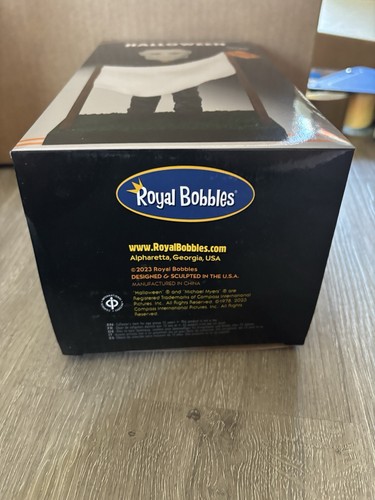 HALLOWEEN
Royal Bobbles®
www.RoyalBobbles.com
Alpharetta, Georgia, USA
©2023 Royal Bobbles
DESIGNED & SCULPTED IN THE U.S.A.
MANUFACTURED IN CHINA
"Halloween" ® and "Michael Myers" ® are
Registered Trademarks of Compass International
Pictures, Inc. All Rights Reserved. ©1978, 2023
Compass International Pictures, Inc. All Rights
Reserved.